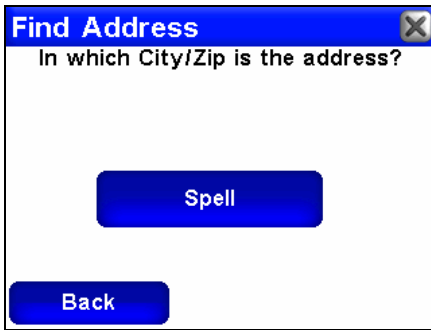 Find Address
In which City/Zip is the address?
Spell
Back